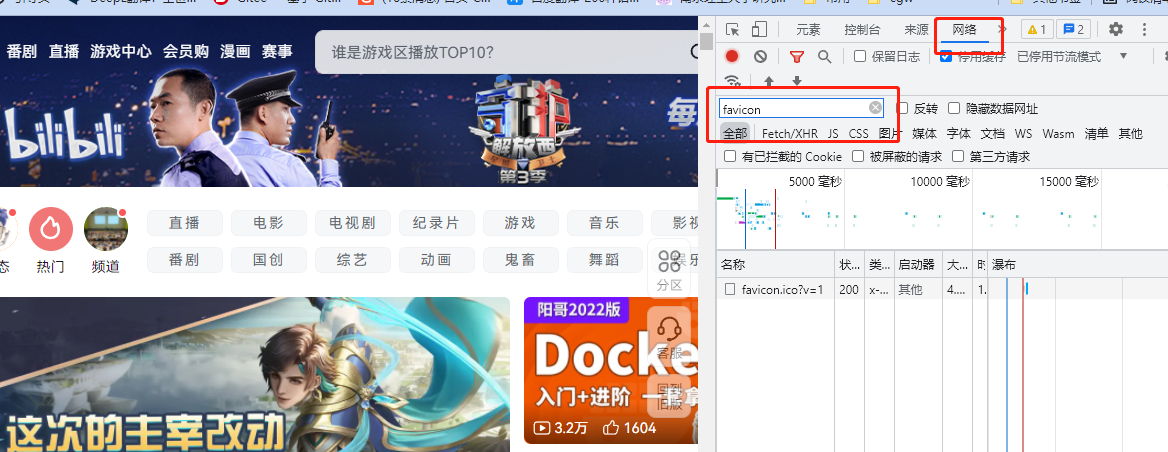 番剧 直播 游戏中心 会员购 漫画 赛事
谁是游戏区播放TOP10?
bilibili
守护
解放西
第3季
每
热门
频道
直播 电影 电视剧 纪录片 游戏 音乐 影视
番剧 国创 综艺 动画 鬼畜 舞蹈 娱乐
分区
客服
回到
旧版
这次的主宰改动
阳哥2022版
Docke
入门+进阶 一套拿
3.2万 1604
元素 控制台 来源 网络 » 1 2
保留日志 停用缓存 已停用节流模式
favicon 反转 隐藏数据网址
全部 Fetch/XHR JS CSS 图片 媒体 字体 文档 WS Wasm 清单 其他
有已拦截的 Cookie 被屏蔽的请求 第三方请求
5000 毫秒 10000 毫秒 15000 毫秒
名称 状... 类... 启动器 大... 时 瀑布
favicon.ico?v=1 200 x-... 其他 4.... 1.